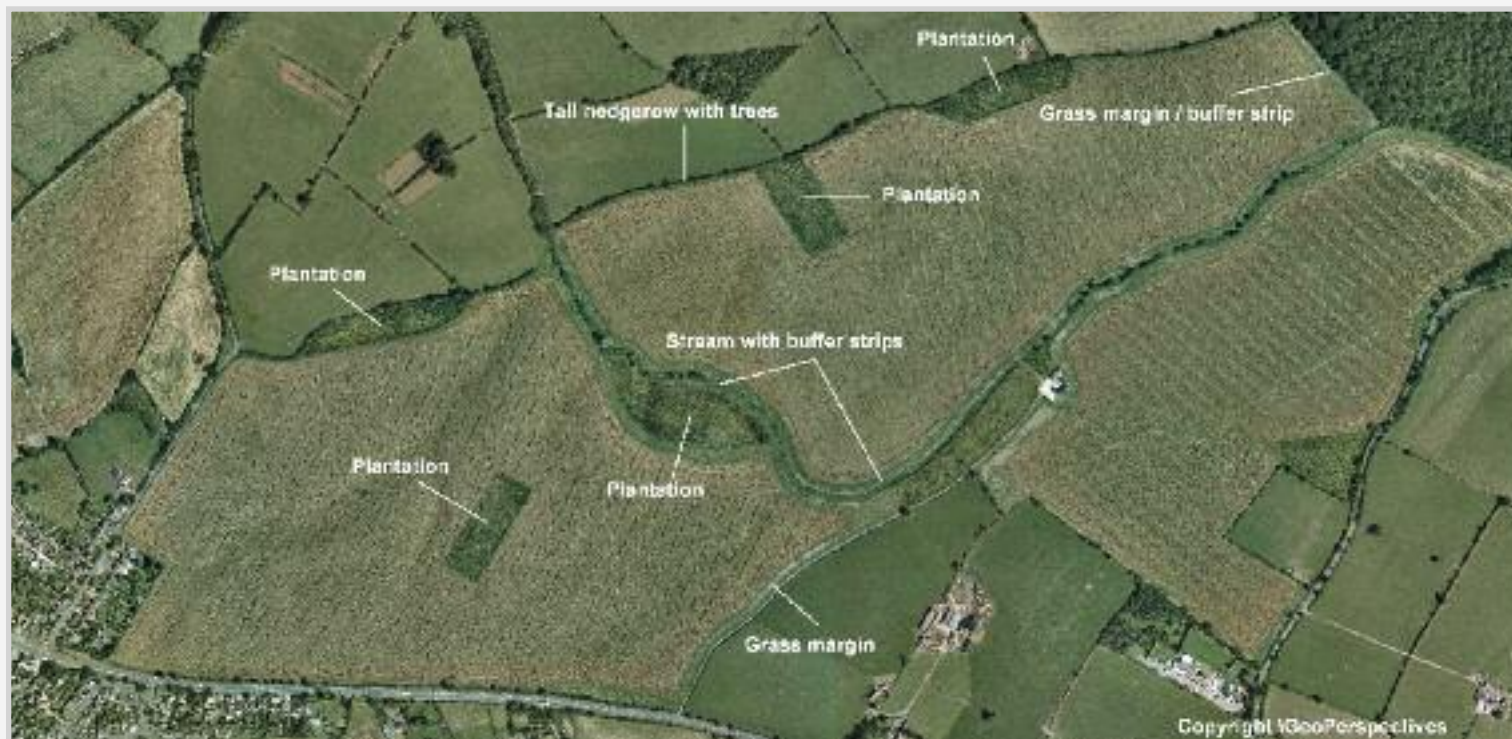 Plantation
Tall hedgerow with trees
Grass margin / buffer strip
Plantation
Plantation
Stream with buffer strips
Plantation
Plantation
Grass margin
Copyright \GeoPerspectives